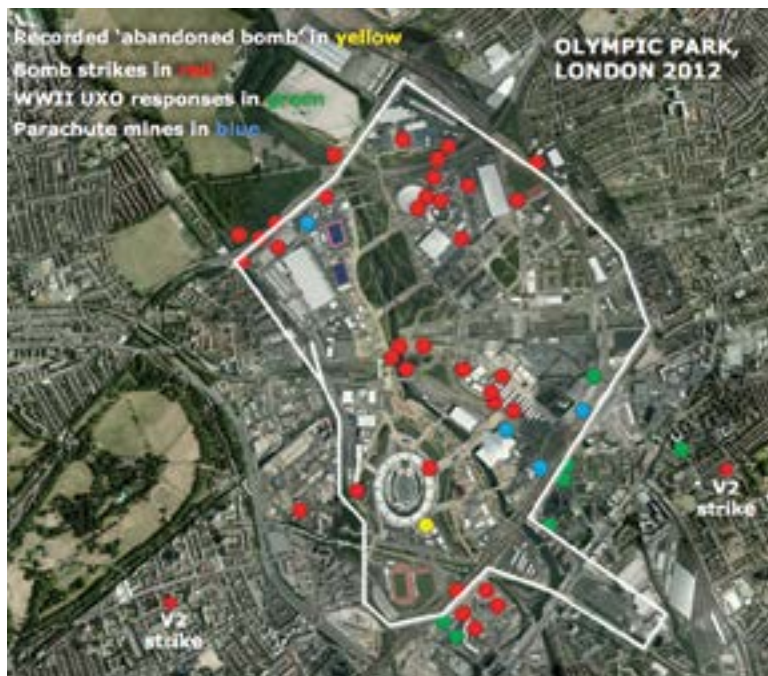 Recorded 'abandoned bomb' in yellow
Bomb strikes in red
WWII UXO responses in green
Parachute mines in blue
OLYMPIC PARK,
LONDON 2012
V2
strike
V2
strike